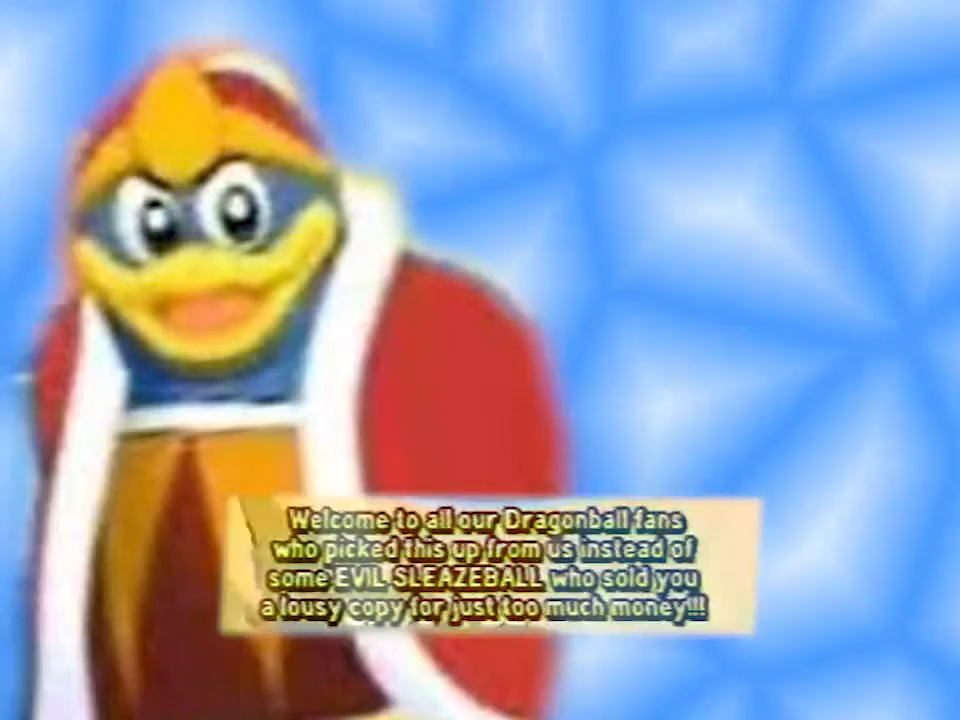 Welcome to all our Dragonball fans
who picked this up from us instead of
some EVIL SLEAZEBALL who sold you
a lousy copy for just too much money!!!